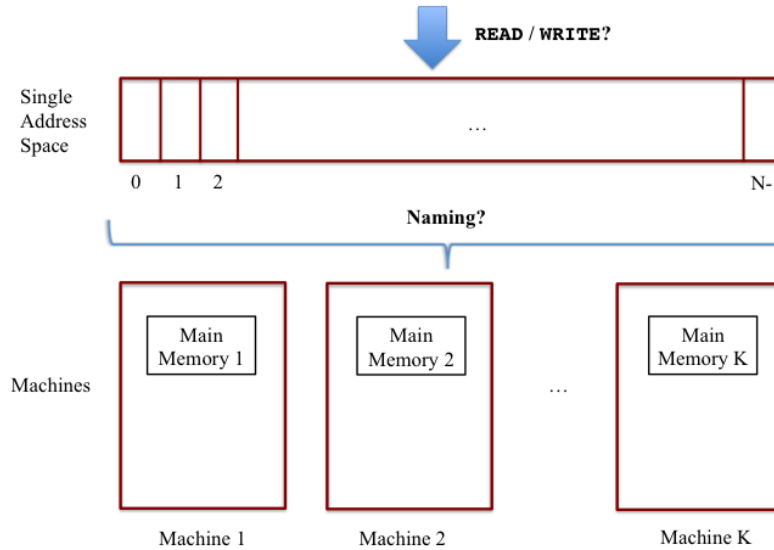 READ / WRITE?
Single
Address
Space
...
0 1 2 N-
Naming?
Main
Memory 1
Main
Memory 2
Main
Memory K
Machines
...
Machine 1 Machine 2 Machine K